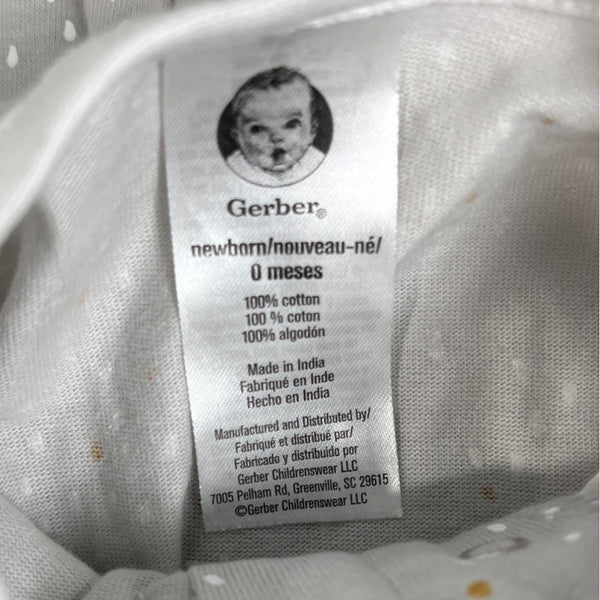 Gerber®
newborn/nouveau-né/
0 meses
100% cotton
100 % coton
100% algodón
Made in India
Fabriqué en Inde
Hecho en India
Manufactured and Distributed by/
Fabriqué et distribué par/
Fabricado y distribuido por
Gerber Childrenswear LLC
7005 Pelham Rd, Greenville, SC 29615
©Gerber Childrenswear LLC